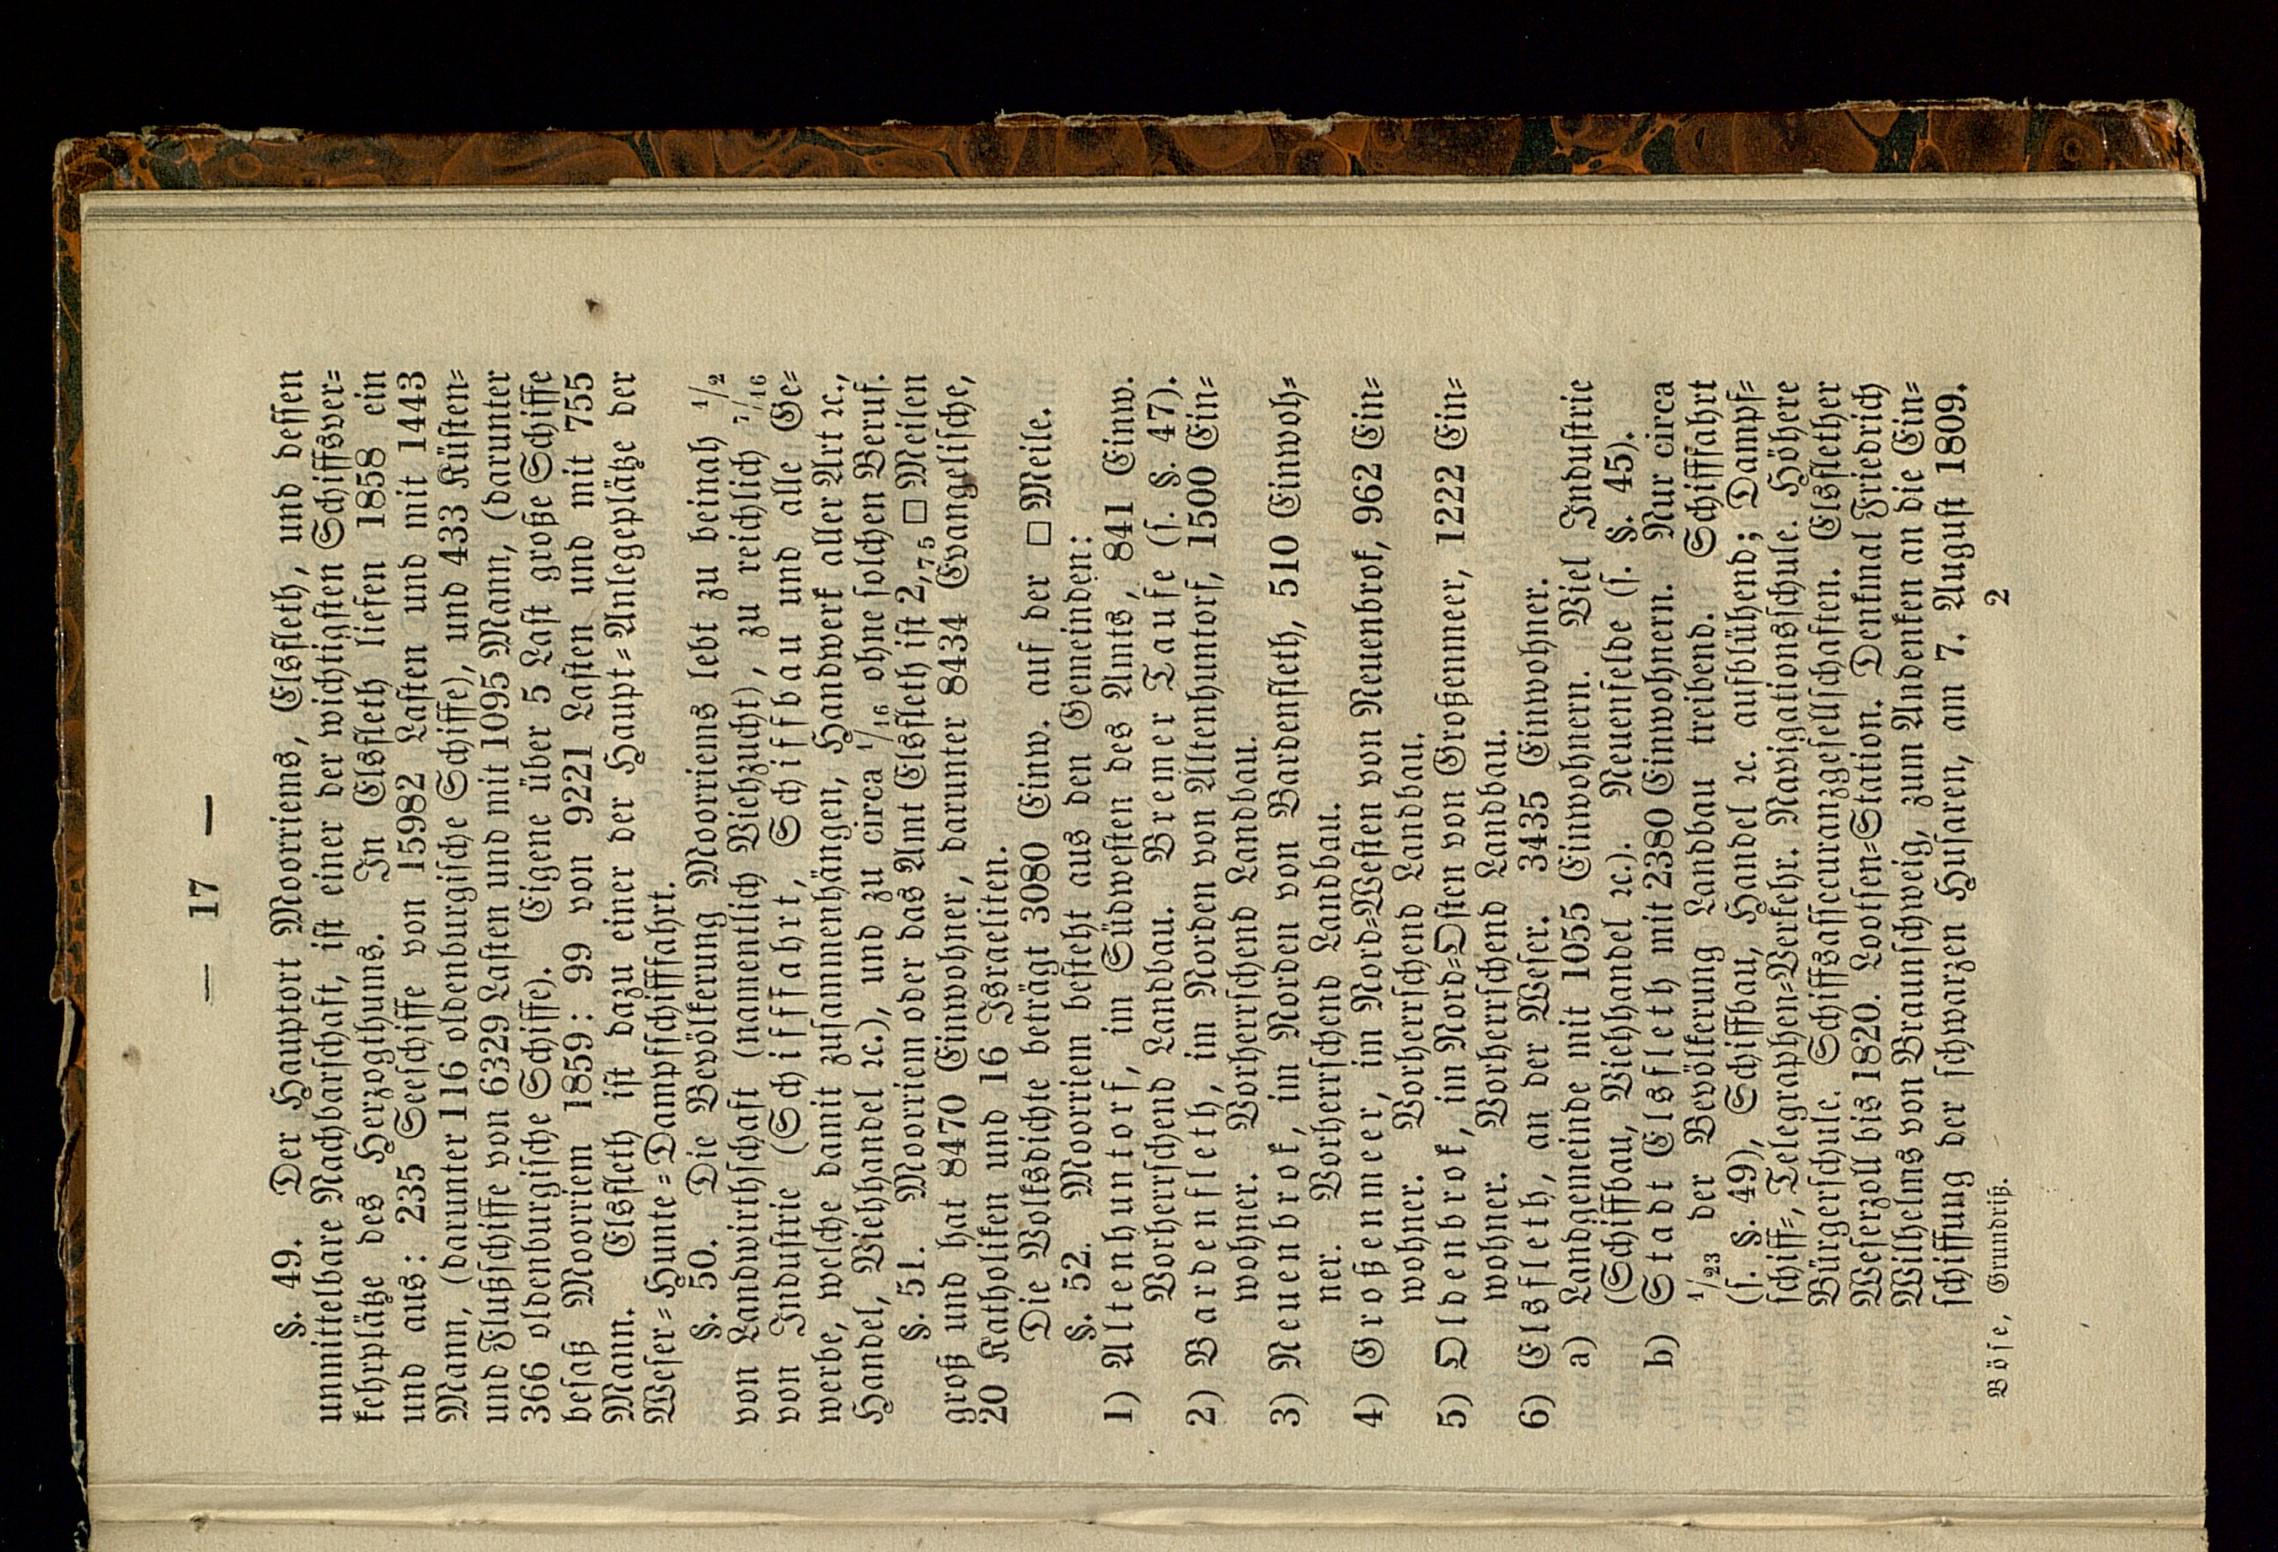 — 17 —
§. 49. Der Hauptort Moorriems, Elsfleth, und dessen
unmittelbare Nachbarschaft, ist einer der wichtigsten Schiffsver=
kehrplätze des Herzogthums. In Elsfleth liefen 1858 ein
und aus: 235 Seeschiffe von 15982 Lasten und mit 1443
Mann, (darunter 116 oldenburgische Schiffe), und 433 Küsten=
und Flußschiffe von 6329 Lasten und mit 1095 Mann, (darunter
366 oldenburgische Schiffe). Eigene über 5 Last große Schiffe
besaß Moorriem 1859: 99 von 9221 Lasten und mit 755
Mann. Elsfleth ist dazu einer der Haupt=Anlegeplätze der
Weser=Hunte=Dampfschifffahrt.
§. 50. Die Bevölkerung Moorriems lebt zu beinah 1/2
von Landwirthschaft (namentlich Viehzucht), zu reichlich 7/16
von Industrie (Schifffahrt, Schiffbau und alle Ge=
werbe, welche damit zusammenhängen, Handwerk aller Art ꝛc.,
Handel, Viehhandel ꝛc.), und zu circa 1/16 ohne solchen Beruf.
§. 51. Moorriem oder das Amt Elsfleth ist 2,75 □ Meilen
groß und hat 8470 Einwohner, darunter 8434 Evangelische,
20 Katholiken und 16 Israeliten.
Die Volksdichte beträgt 3080 Einw. auf der □ Meile.
§. 52. Moorriem besteht aus den Gemeinden:
1) Altenhuntorf, im Südwesten des Amts, 841 Einw.
Vorherrschend Landbau. Bremer Taufe (s. §. 47).
2) Bardenfleth, im Norden von Altenhuntorf, 1500 Ein=
wohner. Vorherrschend Landbau.
3) Neuenbrok, im Norden von Bardenfleth, 510 Einwoh=
ner. Vorherrschend Landbau.
4) Großenmeer, im Nord=Westen von Neuenbrok, 962 Ein=
wohner. Vorherrschend Landbau.
5) Oldenbrok, im Nord=Osten von Großenmeer, 1222 Ein=
wohner. Vorherrschend Landbau.
6) Elsfleth, an der Weser. 3435 Einwohner.
a) Landgemeinde mit 1055 Einwohnern. Viel Industrie
(Schiffbau, Viehhandel ꝛc.). Neuenfelde (s. §. 45).
b) Stadt Elsfleth mit 2380 Einwohnern. Nur circa
1/23 der Bevölkerung Landbau treibend. Schifffahrt
(s. §. 49), Schiffbau, Handel ꝛc. aufblühend; Dampf=
schiff=, Telegraphen=Verkehr. Navigationsschule. Höhere
Bürgerschule. Schiffsassecuranzgesellschaften. Elsflether
Weserzoll bis 1820. Lootsen=Station. Denkmal Friedrich
Wilhelms von Braunschweig, zum Andenken an die Ein=
schiffung der schwarzen Husaren, am 7. August 1809.
Böse, Grundriß. 2